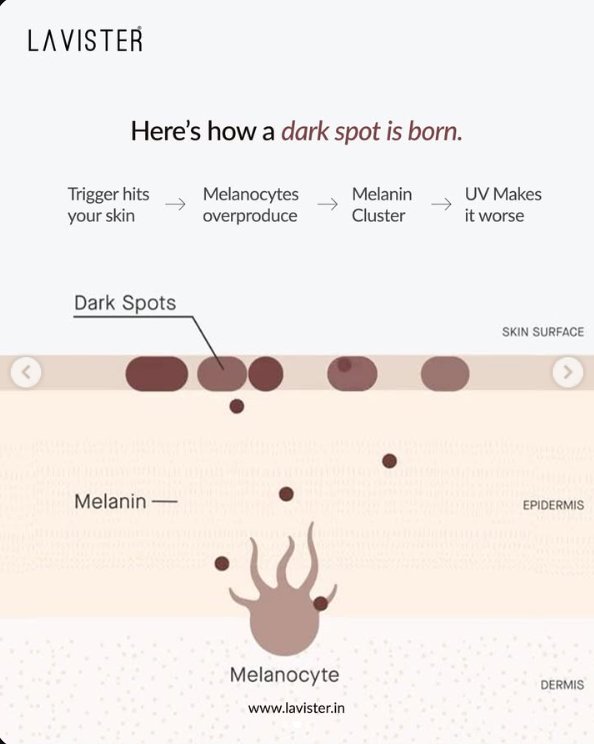 LAVISTER®
Here’s how a dark spot is born.
Trigger hits your skin → Melanocytes overproduce → Melanin Cluster → UV Makes it worse
Dark Spots
SKIN SURFACE
Melanin
EPIDERMIS
Melanocyte
DERMIS
www.lavister.in